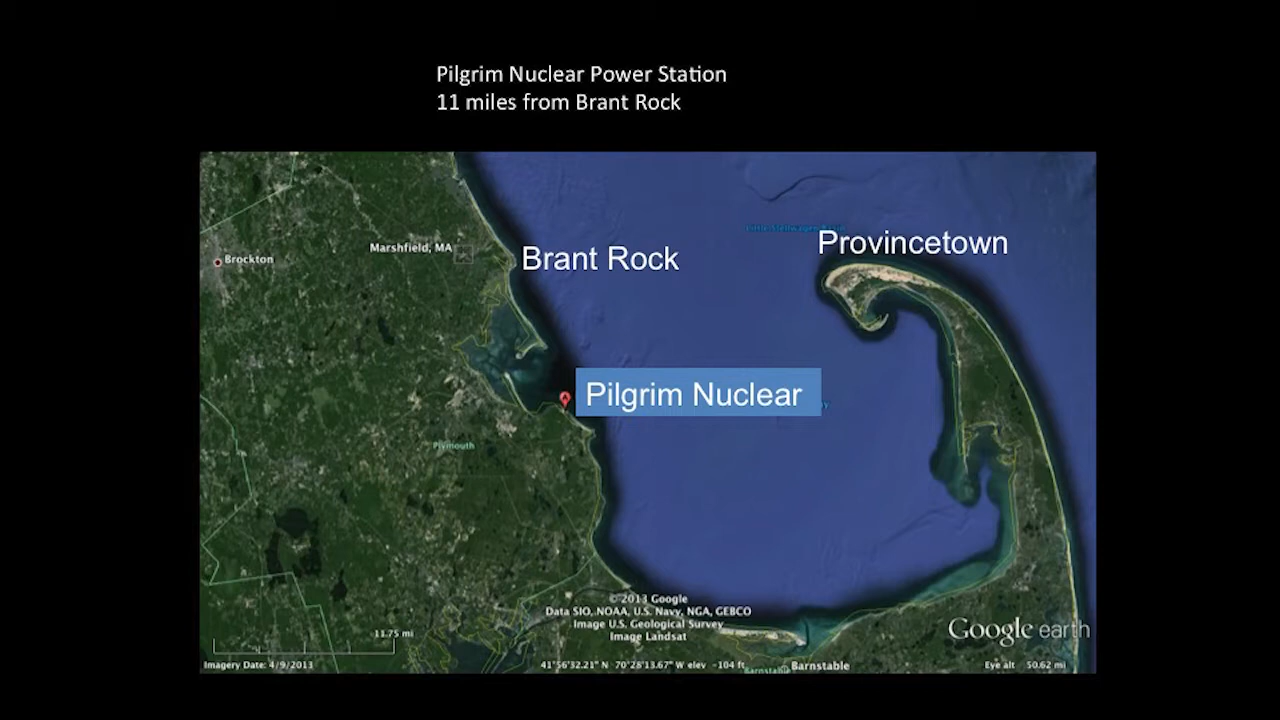 Pilgrim Nuclear Power Station
11 miles from Brant Rock
Provincetown
Marshfield, MA
Brant Rock
Brockton
Pilgrim Nuclear
Plymouth
© 2013 Google
Data SIO, NOAA, U.S. Navy, NGA, GEBCO
Image U.S. Geological Survey
Image Landsat
Google earth
11.75 mi
Imagery Date: 4/9/2013
41°56'32.21" N 70°28'13.67" W elev -104 ft
Barnstable
Barnstable
Eye alt 50.62 mi